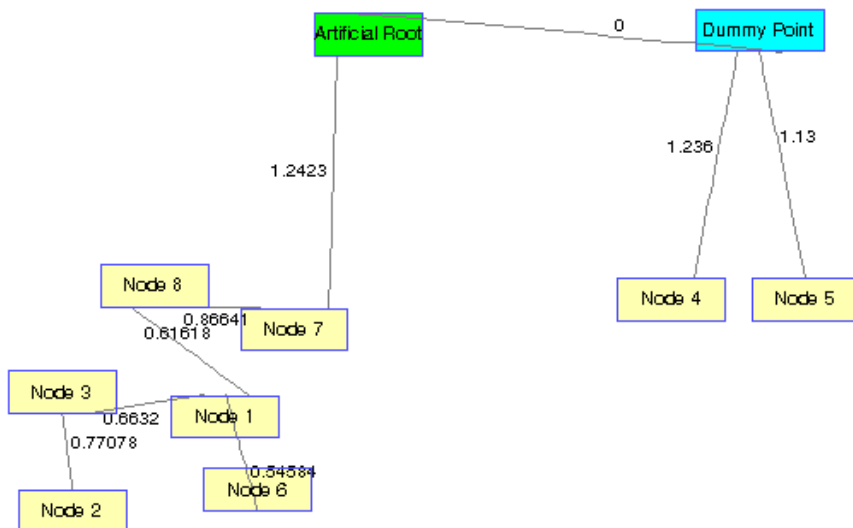 0
Artificial Root
Dummy Point
1.236
1.13
1.2423
Node 8
Node 4
Node 5
0.86641
Node 7
0.61618
Node 3
0.6632
Node 1
0.77078
0.54584
Node 6
Node 2